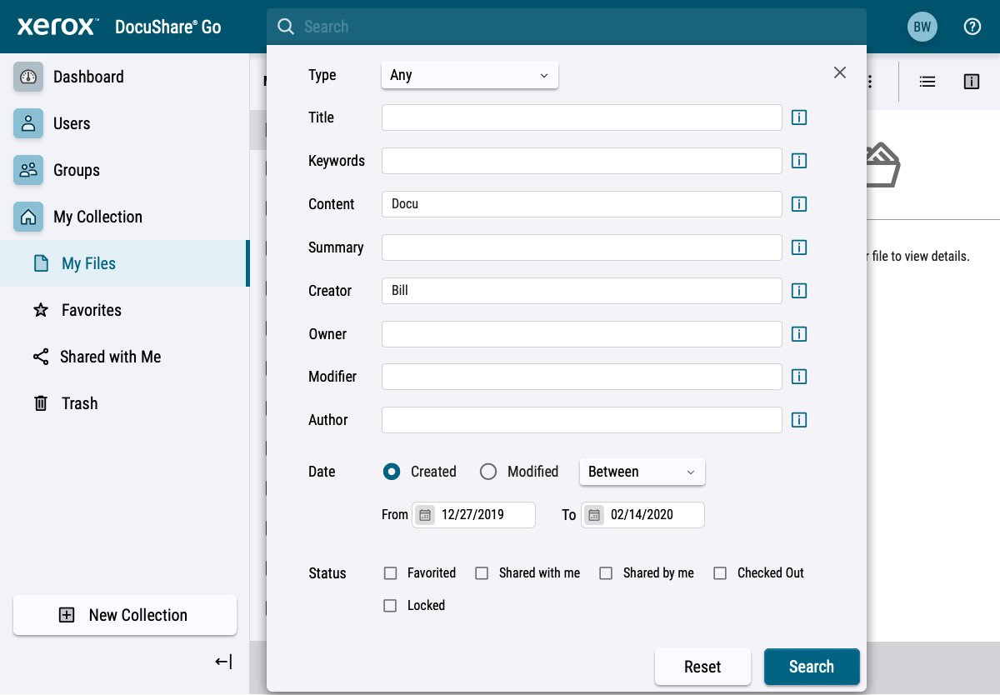 xerox™ DocuShare® Go
Search
BW
Dashboard
Users
Groups
My Collection
My Files
Favorites
Shared with Me
Trash
New Collection
Type Any
Title
Keywords
Content Docu
Summary
Creator Bill
Owner
Modifier
Author
Date Created Modified Between
From 12/27/2019 To 02/14/2020
Status Favorited Shared with me Shared by me Checked Out
Locked
Reset Search
file to view details.